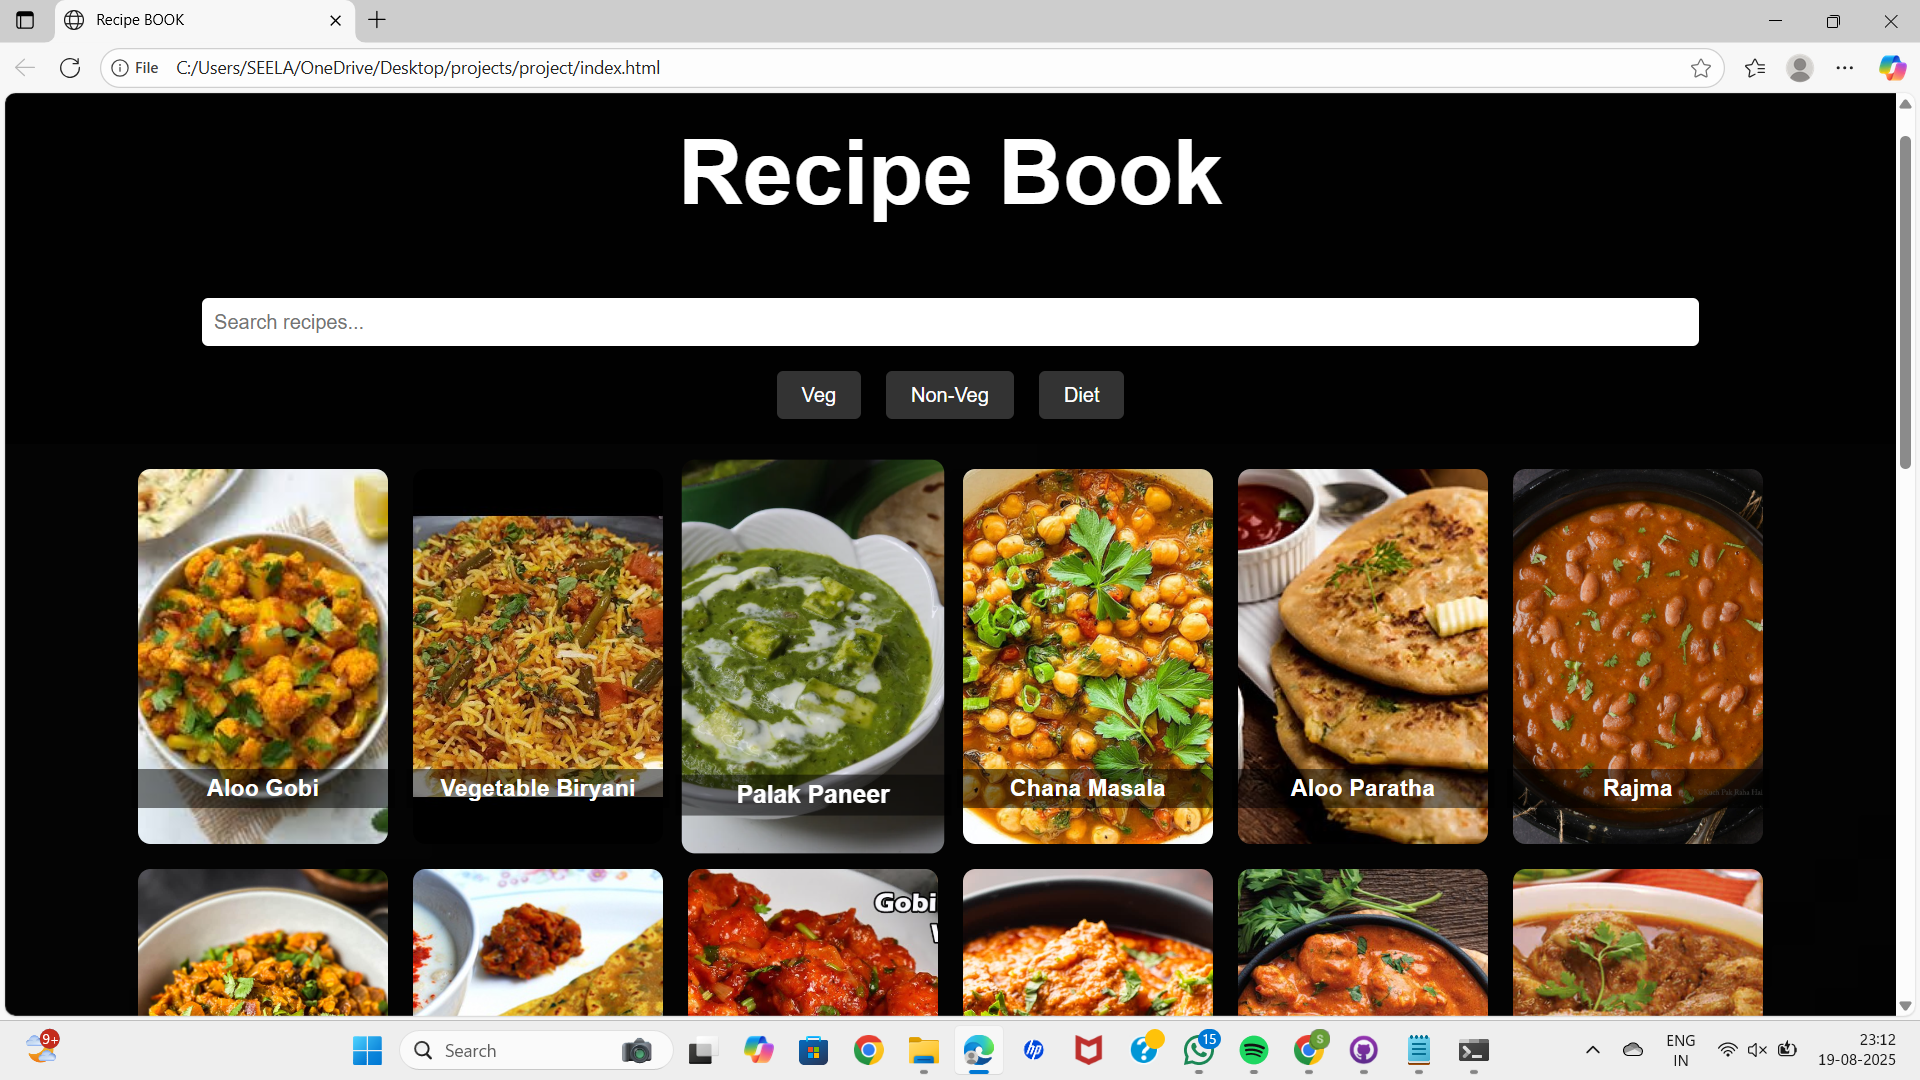 Recipe BOOK
File C:/Users/SEELA/OneDrive/Desktop/projects/project/index.html
Recipe Book
Search recipes...
Veg Non-Veg Diet
Aloo Gobi
Vegetable Biryani
Palak Paneer
Chana Masala
Aloo Paratha
Rajma
Gobi
9+
Search
hp
15
S
ENG
IN
23:12
19-08-2025